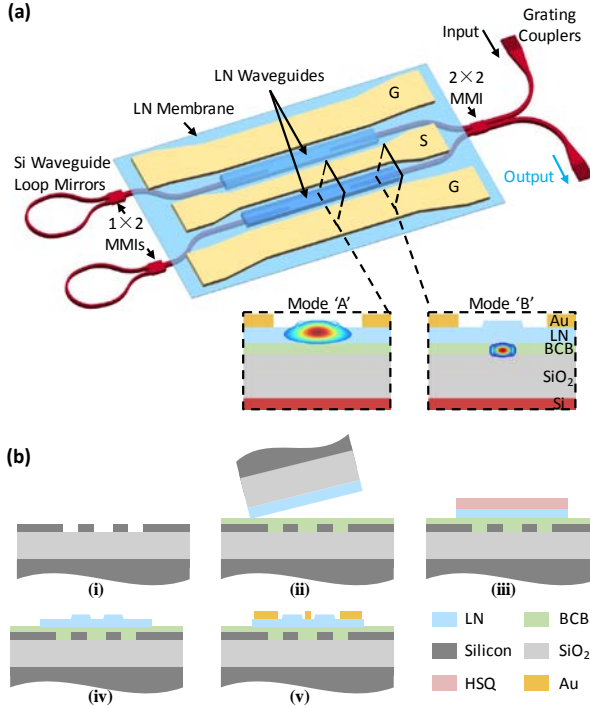 (a)
Grating
Couplers
Input
2×2
MMI
LN Waveguides
G
LN Membrane
S
Si Waveguide
Loop Mirrors
G
Output
1×2
MMIs
Mode 'A'
Mode 'B'
Au
LN
BCB
SiO₂
Si
(b)
(i)
(ii)
(iii)
LN
BCB
Silicon
SiO₂
HSQ
Au
(iv)
(v)